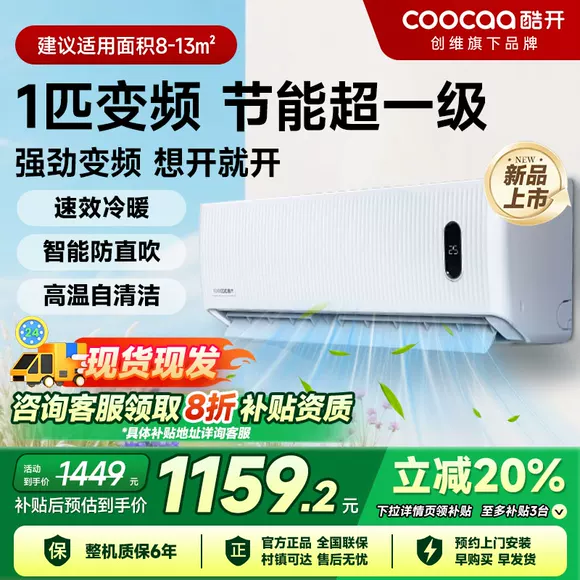 建议适用面积8-13㎡
coocaa 酷开
创维旗下品牌
1匹变频 节能超一级
强劲变频 想开就开
NEW
新品
上市
速效冷暖
智能防直吹
高温自清洁
25
24
现货现发
咨询客服领取8折补贴资质
*具体补贴地址详询客服
活动
到手价 1449元
补贴后预估到手价 1159.2元
立减20%
下拉详情页领补贴 至多补贴3台
保 整机质保6年
正 官方正品 全国联保
村镇可达 售后无忧
预约上门安装
早购买 早发货